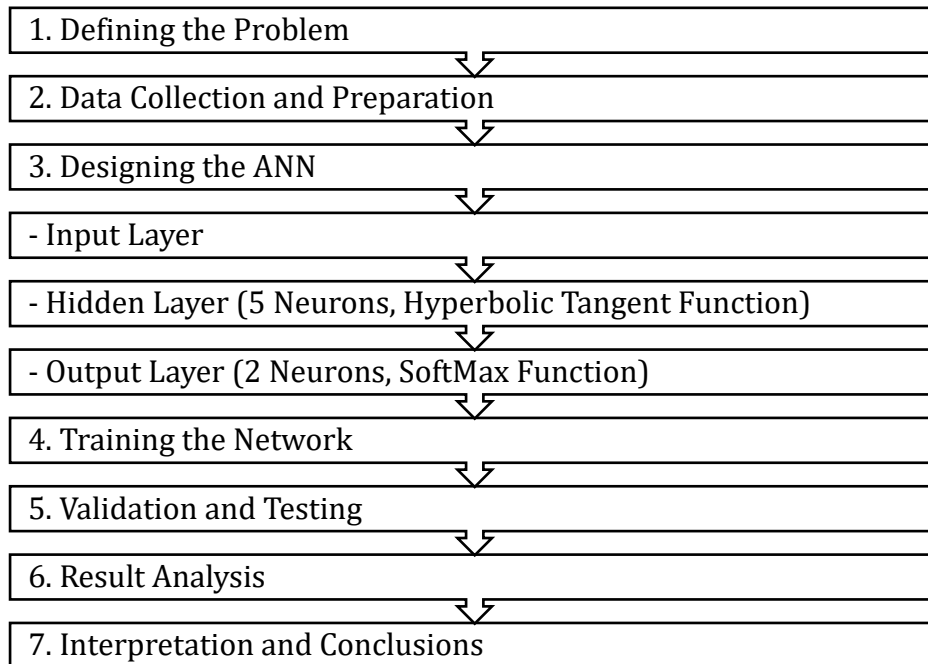 1. Defining the Problem
2. Data Collection and Preparation
3. Designing the ANN
- Input Layer
- Hidden Layer (5 Neurons, Hyperbolic Tangent Function)
- Output Layer (2 Neurons, SoftMax Function)
4. Training the Network
5. Validation and Testing
6. Result Analysis
7. Interpretation and Conclusions